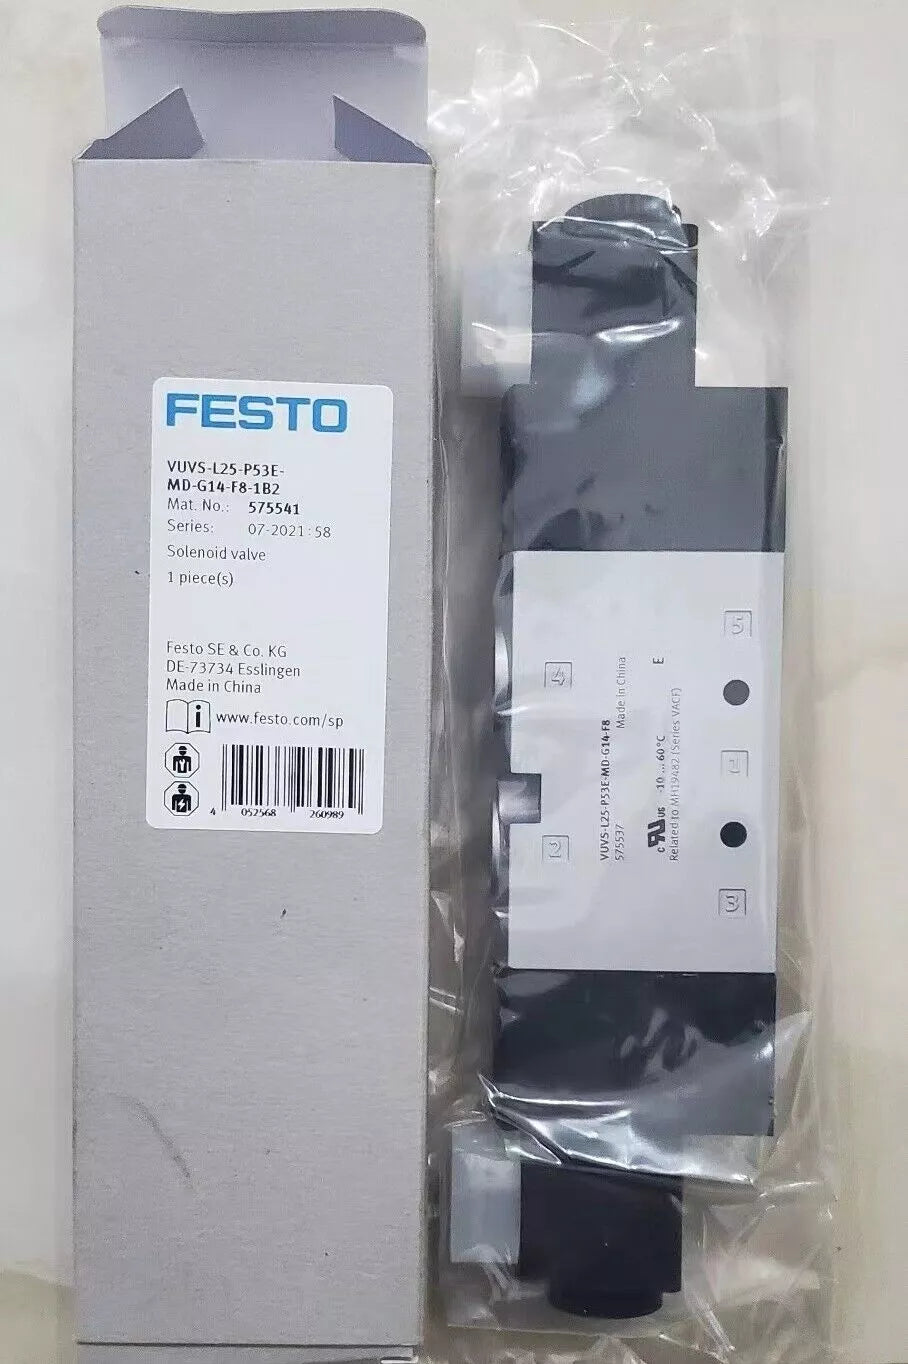 FESTO
VUVS-L25-P53E-
MD-G14-F8-1B2
Mat. No.: 575541
Series: 07-2021:58
Solenoid valve
1 piece(s)
Festo SE & Co. KG
DE-73734 Esslingen
Made in China
i www.festo.com/sp
4 052568 260989
VUVS-L25-P53E-MD-G14-F8
575537 Made in China
c RU US -10 ... 60 °C E
Related to MH19482 (Series VACF)
4
2
5
1
3